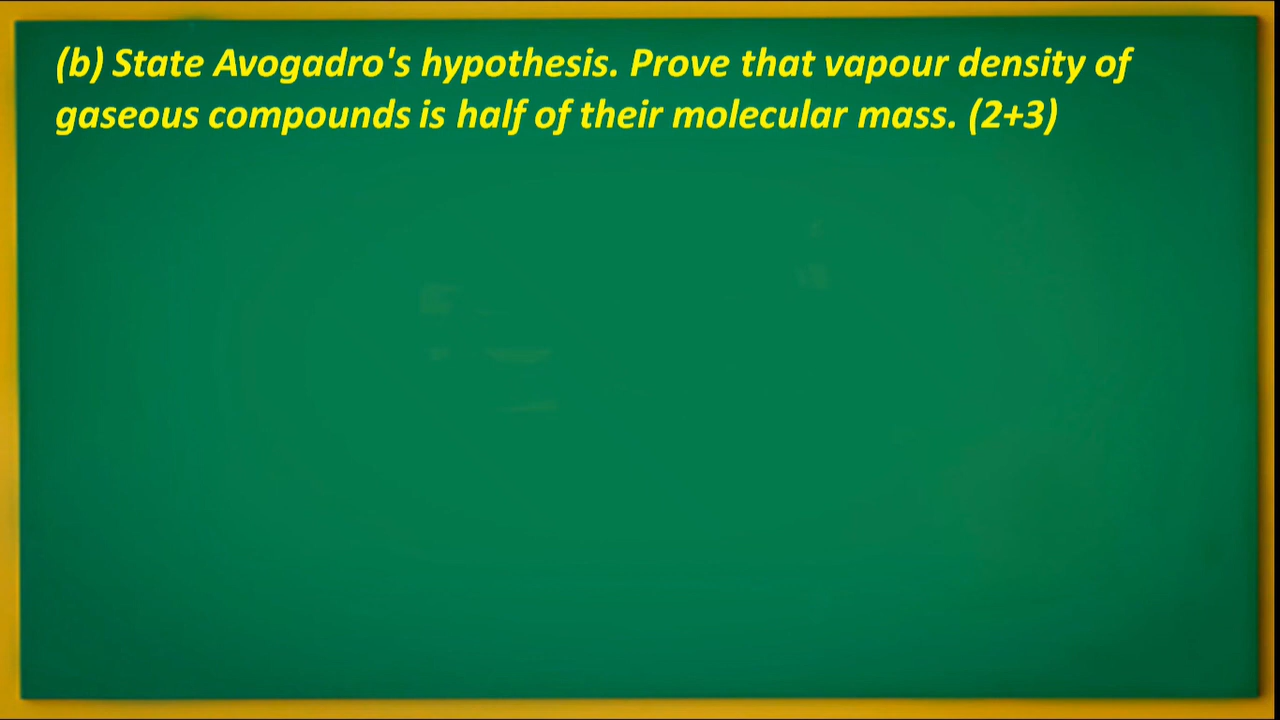 (b) State Avogadro's hypothesis. Prove that vapour density of
gaseous compounds is half of their molecular mass. (2+3)